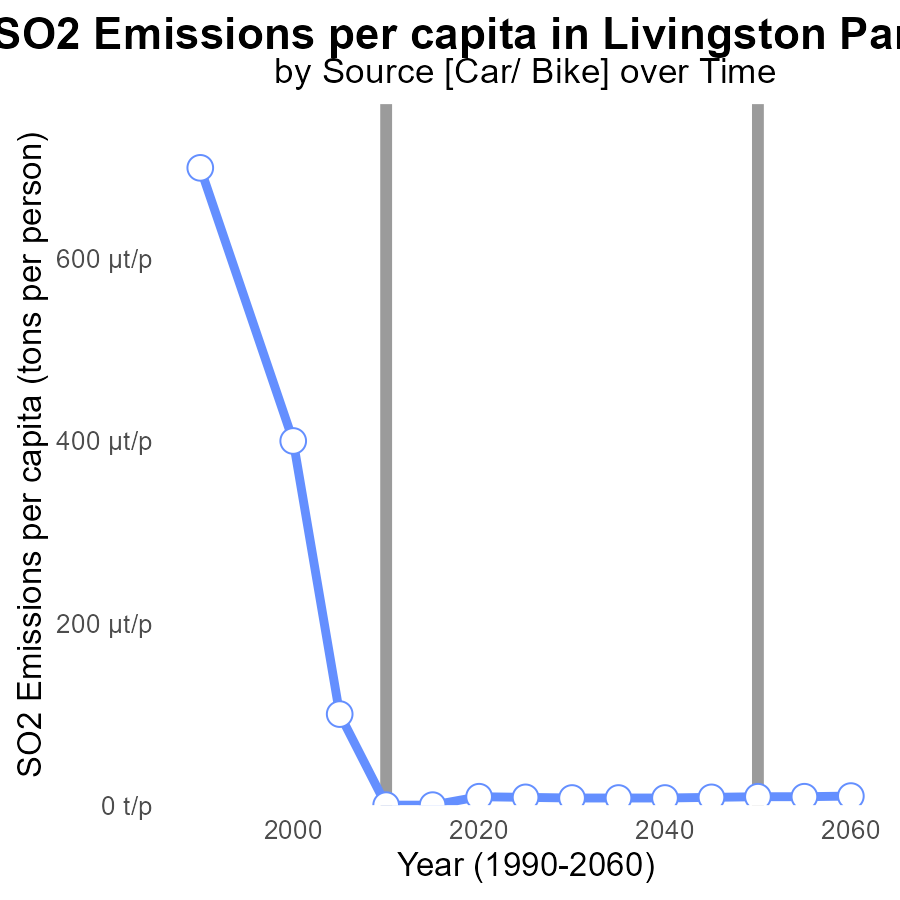 SO2 Emissions per capita in Livingston Par
by Source [Car/ Bike] over Time
SO2 Emissions per capita (tons per person)
600 µt/p
400 µt/p
200 µt/p
0 t/p
2000 2020 2040 2060
Year (1990-2060)